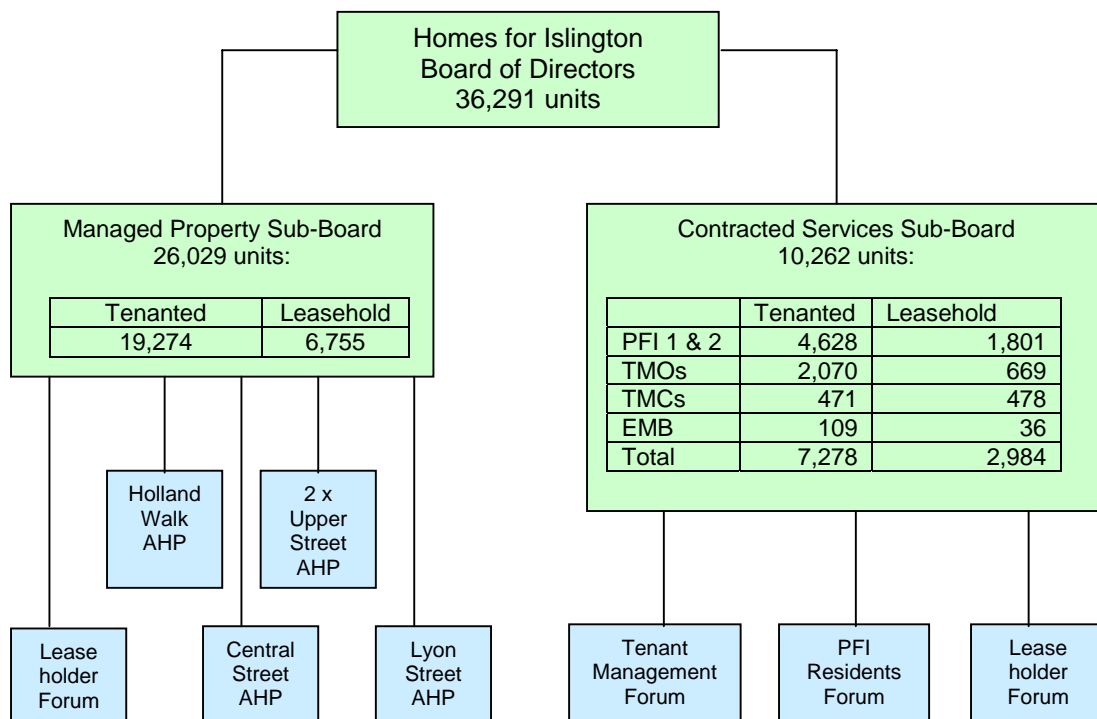 Homes for Islington
Board of Directors
36,291 units
Managed Property Sub-Board
26,029 units:
Tenanted Leasehold
19,274 6,755
Contracted Services Sub-Board
10,262 units:
Tenanted Leasehold
PFI 1 & 2 4,628 1,801
TMOs 2,070 669
TMCs 471 478
EMB 109 36
Total 7,278 2,984
Holland
Walk
AHP
2 x
Upper
Street
AHP
Lease
holder
Forum
Central
Street
AHP
Lyon
Street
AHP
Tenant
Management
Forum
PFI
Residents
Forum
Lease
holder
Forum